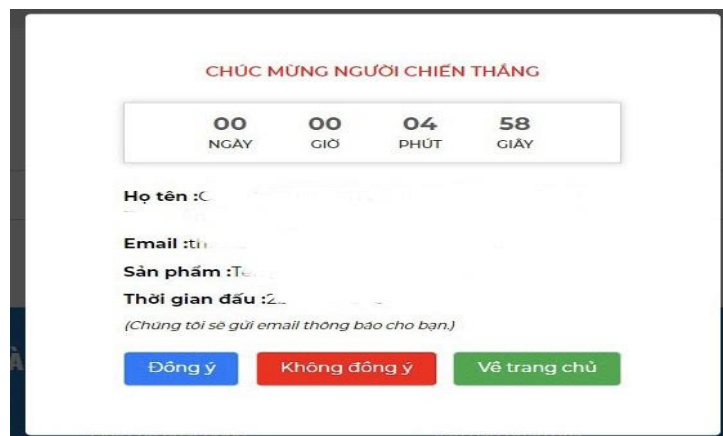 CHÚC MỪNG NGƯỜI CHIẾN THẮNG
00 00 04 58
NGÀY GIỜ PHÚT GIÂY
Họ tên :
Email :
Sản phẩm :
Thời gian đấu :
(Chúng tôi sẽ gửi email thông báo cho bạn.)
Đồng ý Không đồng ý Về trang chủ